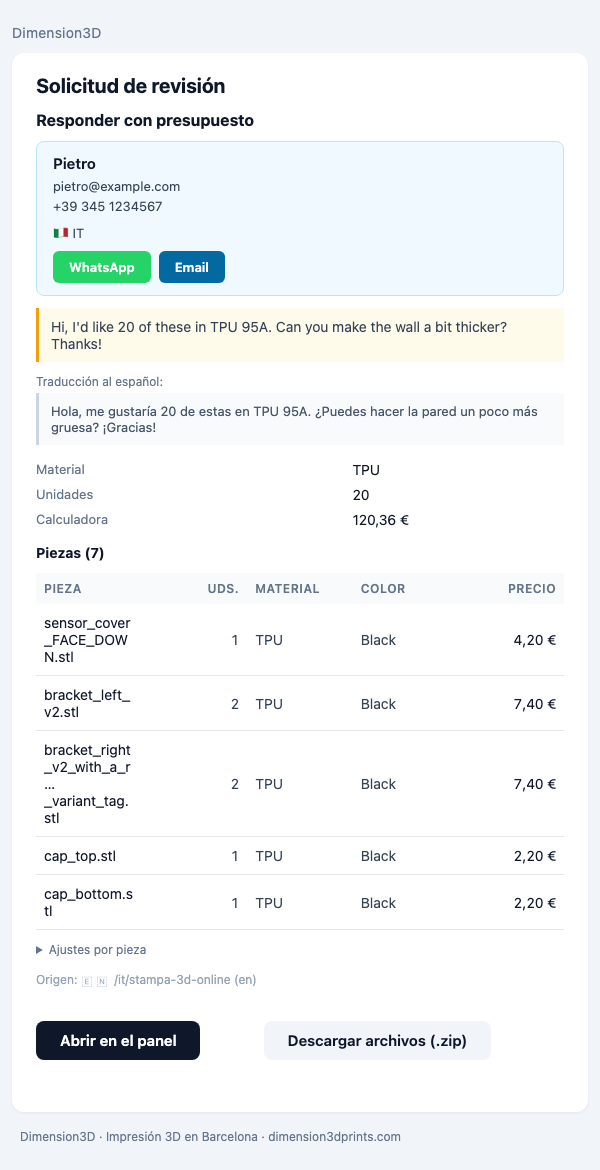 Dimension3D
Solicitud de revisión
Responder con presupuesto
Pietro
pietro@example.com
+39 345 1234567
🇮🇹 IT
WhatsApp
Email
Hi, I'd like 20 of these in TPU 95A. Can you make the wall a bit thicker?
Thanks!
Traducción al español:
Hola, me gustaría 20 de estas en TPU 95A. ¿Puedes hacer la pared un poco más
gruesa? ¡Gracias!
Material TPU
Unidades 20
Calculadora 120,36 €
Piezas (7)
PIEZA UDS. MATERIAL COLOR PRECIO
sensor_cover
_FACE_DOW
N.stl
1 TPU Black 4,20 €
bracket_left_
v2.stl
2 TPU Black 7,40 €
bracket_right
_v2_with_a_r
...
_variant_tag.
stl
2 TPU Black 7,40 €
cap_top.stl 1 TPU Black 2,20 €
cap_bottom.s
tl
1 TPU Black 2,20 €
▶ Ajustes por pieza
Origen: 🇪 🇳 /it/stampa-3d-online (en)
Abrir en el panel
Descargar archivos (.zip)
Dimension3D · Impresión 3D en Barcelona · dimension3dprints.com